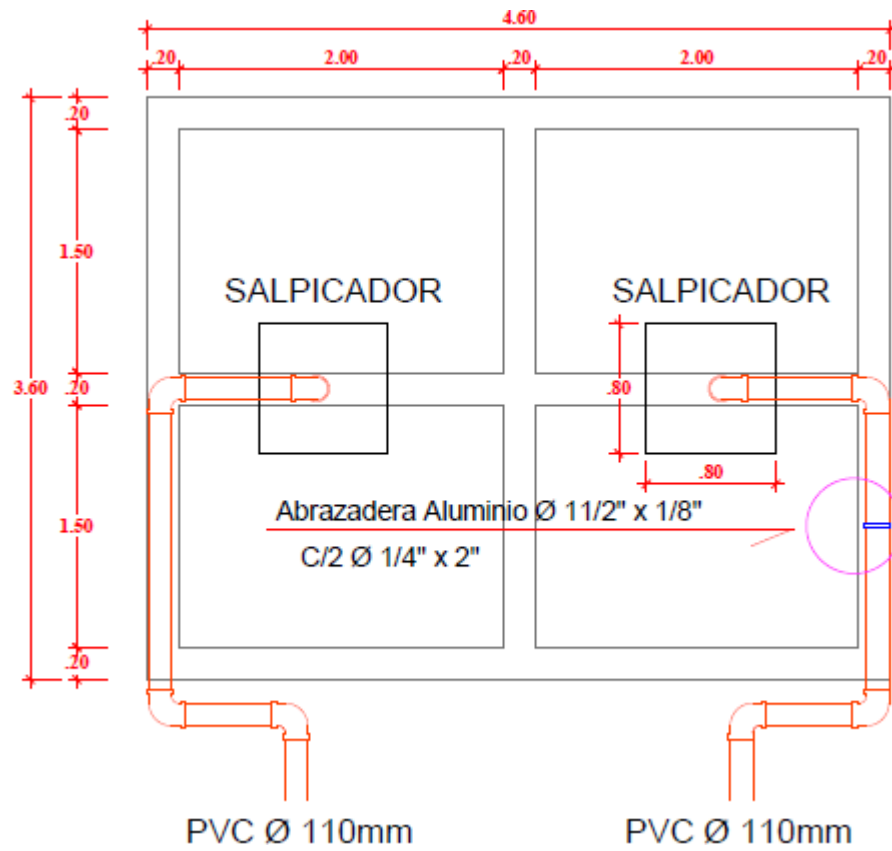 4.60
.20 2.00 .20 2.00 .20
.20
1.50
SALPICADOR SALPICADOR
3.60 .20 .80
.80
Abrazadera Aluminio Ø 11/2" x 1/8"
1.50
C/2 Ø 1/4" x 2"
.20
PVC Ø 110mm PVC Ø 110mm